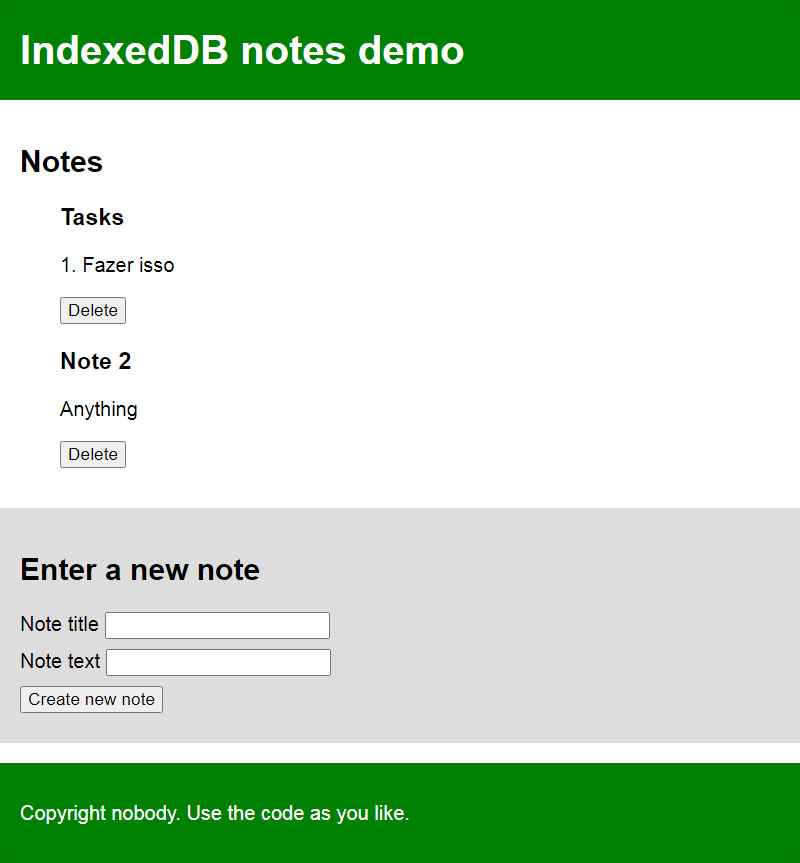 IndexedDB notes demo
Notes
Tasks
1. Fazer isso
Delete
Note 2
Anything
Delete
Enter a new note
Note title
Note text
Create new note
Copyright nobody. Use the code as you like.